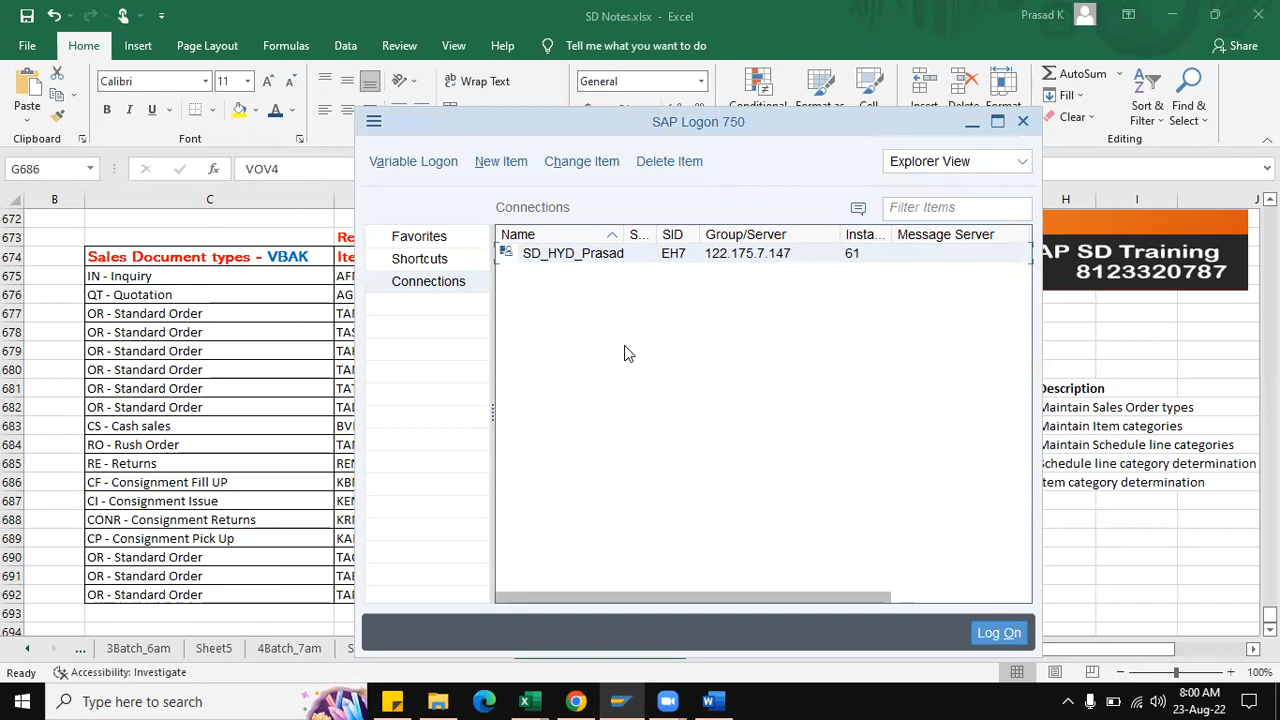 SD Notes.xlsx - Excel
Prasad K
File Home Insert Page Layout Formulas Data Review View Help Tell me what you want to do Share
Paste
Calibri 11
Wrap Text
General
Conditional Format as Cell Insert Delete Format
AutoSum
Fill
Clear
Sort & Filter
Find & Select
Clipboard Font Editing
G686 VOV4
B C H I J
672
673
674 Sales Document types - VBAK
675 IN - Inquiry
676 QT - Quotation
677 OR - Standard Order
678 OR - Standard Order
679 OR - Standard Order
680 OR - Standard Order
681 OR - Standard Order
682 OR - Standard Order
683 CS - Cash sales
684 RO - Rush Order
685 RE - Returns
686 CF - Consignment Fill UP
687 CI - Consignment Issue
688 CONR - Consignment Returns
689 CP - Consignment Pick Up
690 OR - Standard Order
691 OR - Standard Order
692 OR - Standard Order
693
694
SAP Logon 750
Variable Logon New Item Change Item Delete Item Explorer View
Connections Filter Items
Favorites
Shortcuts
Connections
Name S... SID Group/Server Insta... Message Server
SD_HYD_Prasad EH7 122.175.7.147 61
Log On
AP SD Training
8123320787
Description
Maintain Sales Order types
Maintain Item categories
Maintain Schedule line categories
Schedule line category determination
Item category determination
... 3Batch_6am Sheet5 4Batch_7am
Ready Accessibility: Investigate 100%
Type here to search
8:00 AM
23-Aug-22